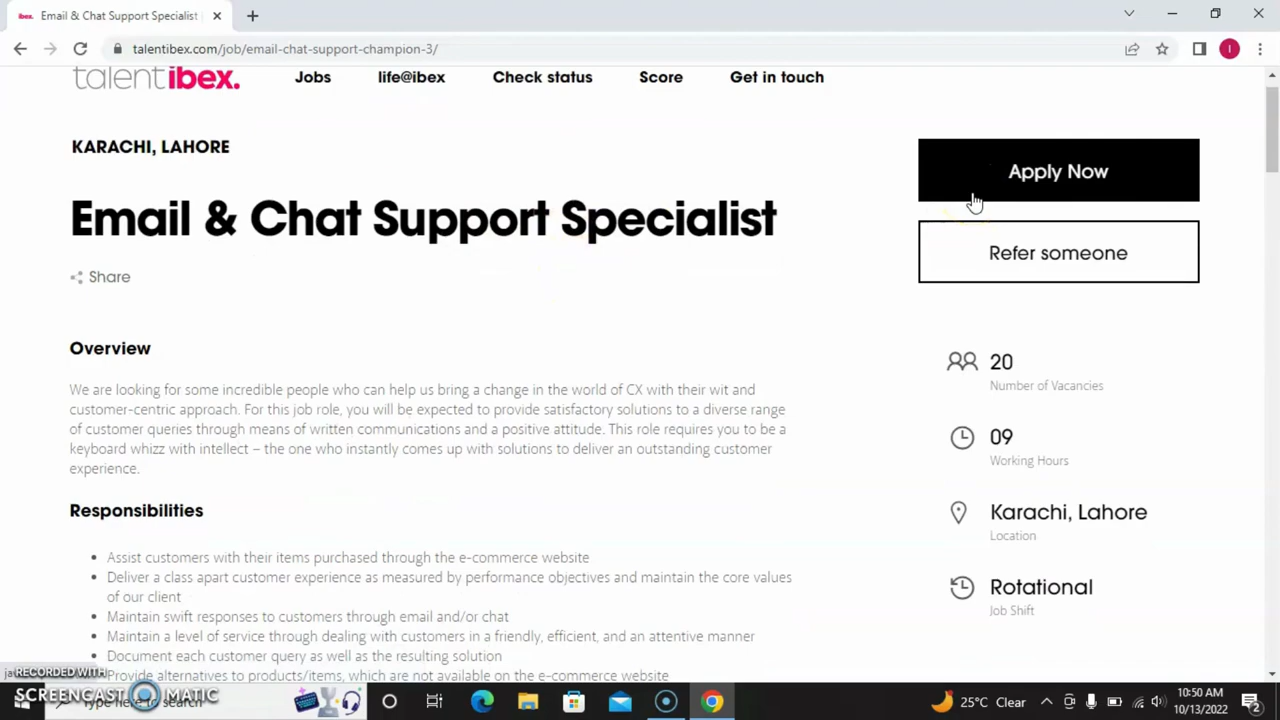 ibex. Email & Chat Support Specialist
talentibex.com/job/email-chat-support-champion-3/
I
talentibex.
Jobs
life@ibex
Check status
Score
Get in touch
KARACHI, LAHORE
Apply Now
Email & Chat Support Specialist
Refer someone
Share
Overview
20
Number of Vacancies
We are looking for some incredible people who can help us bring a change in the world of CX with their wit and
customer-centric approach. For this job role, you will be expected to provide satisfactory solutions to a diverse range
of customer queries through means of written communications and a positive attitude. This role requires you to be a
keyboard whizz with intellect – the one who instantly comes up with solutions to deliver an outstanding customer
experience.
09
Working Hours
Responsibilities
Karachi, Lahore
Location
• Assist customers with their items purchased through the e-commerce website
• Deliver a class apart customer experience as measured by performance objectives and maintain the core values
of our client
• Maintain swift responses to customers through email and/or chat
• Maintain a level of service through dealing with customers in a friendly, efficient, and an attentive manner
• Document each customer query as well as the resulting solution
Provide alternatives to products/items, which are not available on the e-commerce website
Rotational
Job Shift
RECORDED WITH
SCREENCAST MATIC
Type here to search
25°C Clear
10:50 AM
10/13/2022
2